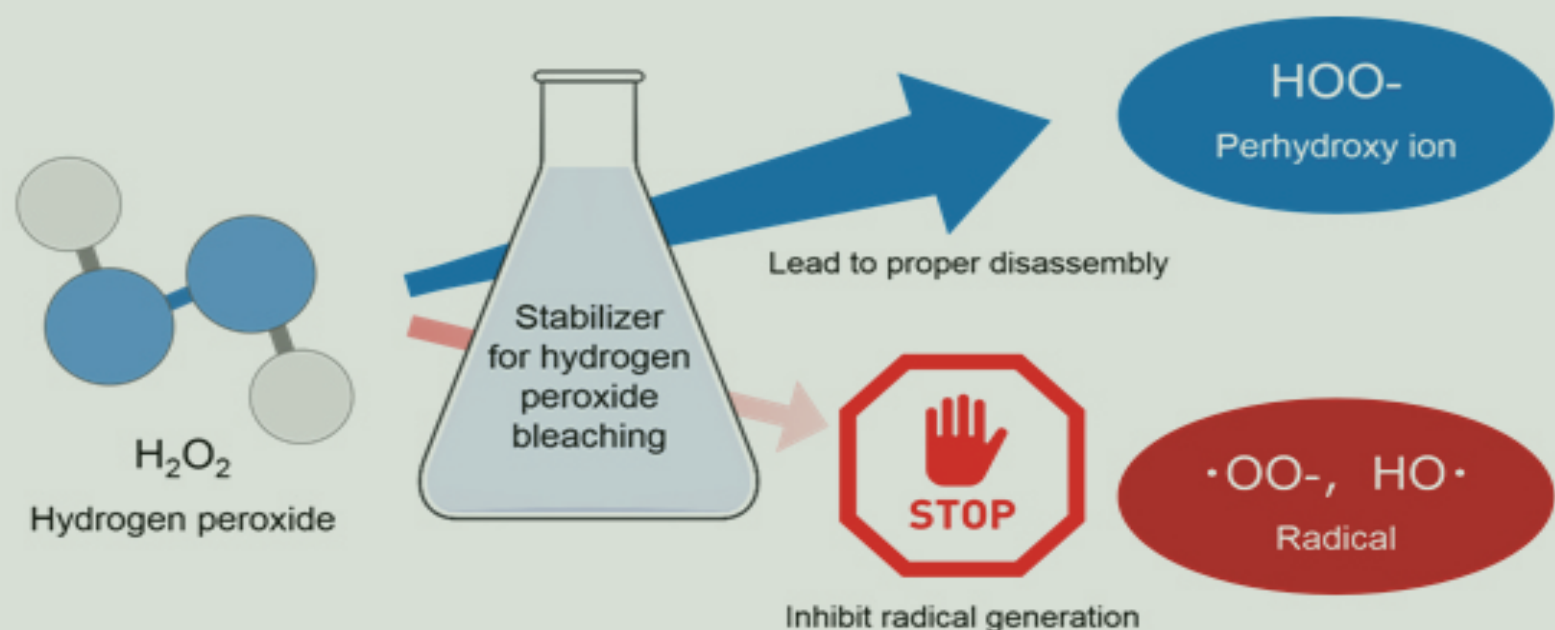 H₂O₂
Hydrogen peroxide
Stabilizer
for hydrogen
peroxide
bleaching
Lead to proper disassembly
HOO-
Perhydroxy ion
STOP
Inhibit radical generation
·OO-, HO·
Radical